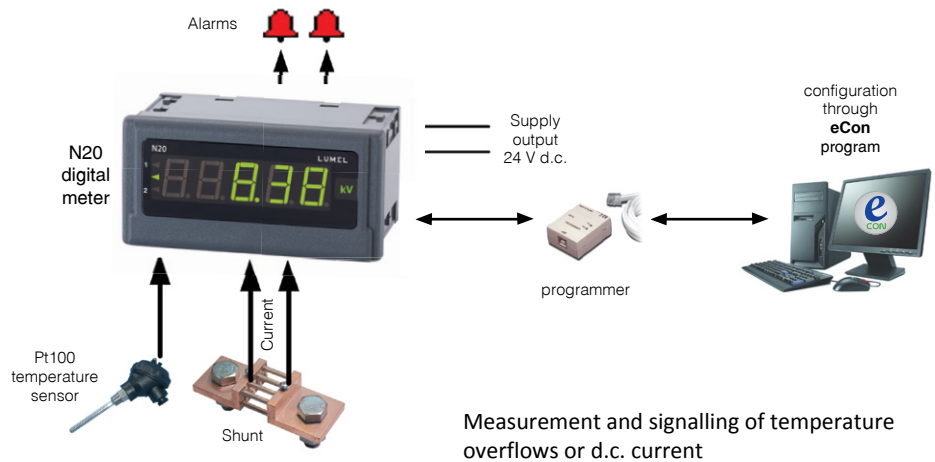 Alarms
N20
digital
meter
N20
LUMEL
1
2
8.38
kV
Supply
output
24 V d.c.
configuration
through
eCon
program
e
CON
programmer
Current
Pt100
temperature
sensor
Shunt
Measurement and signalling of temperature
overflows or d.c. current